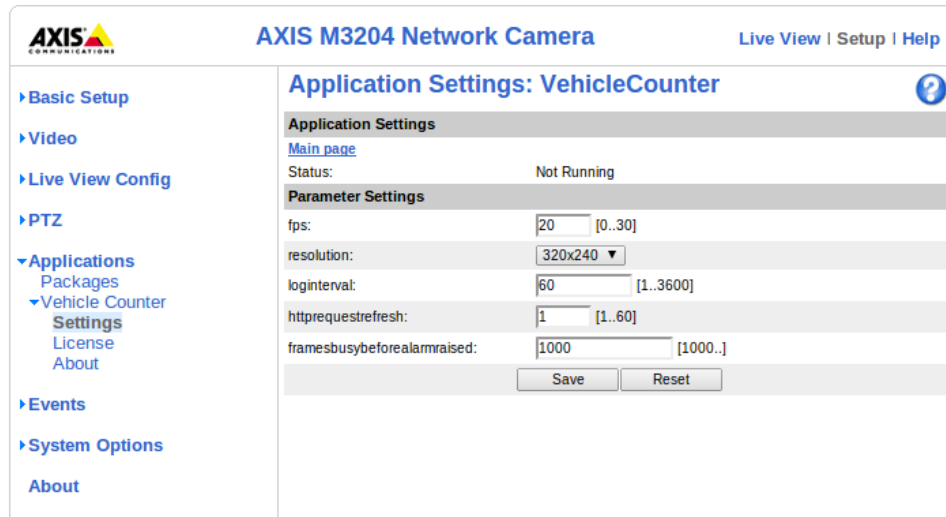 AXIS
COMMUNICATIONS
AXIS M3204 Network Camera
Live View | Setup | Help
Basic Setup
Video
Live View Config
PTZ
Applications
Packages
Vehicle Counter
Settings
License
About
Events
System Options
About
Application Settings: VehicleCounter
?
Application Settings
Main page
Status: Not Running
Parameter Settings
fps: 20 [0..30]
resolution: 320x240
loginterval: 60 [1..3600]
httprequestrefresh: 1 [1..60]
framesbusybeforealarmraised: 1000 [1000..]
Save Reset